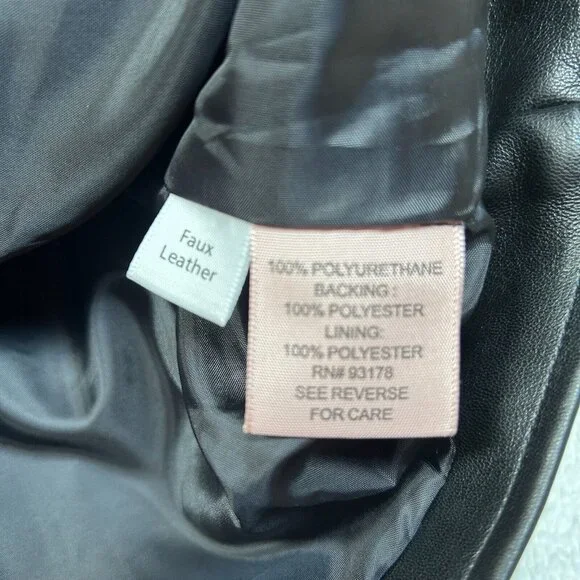 Faux
Leather
100% POLYURETHANE
BACKING :
100% POLYESTER
LINING:
100% POLYESTER
RN# 93178
SEE REVERSE
FOR CARE